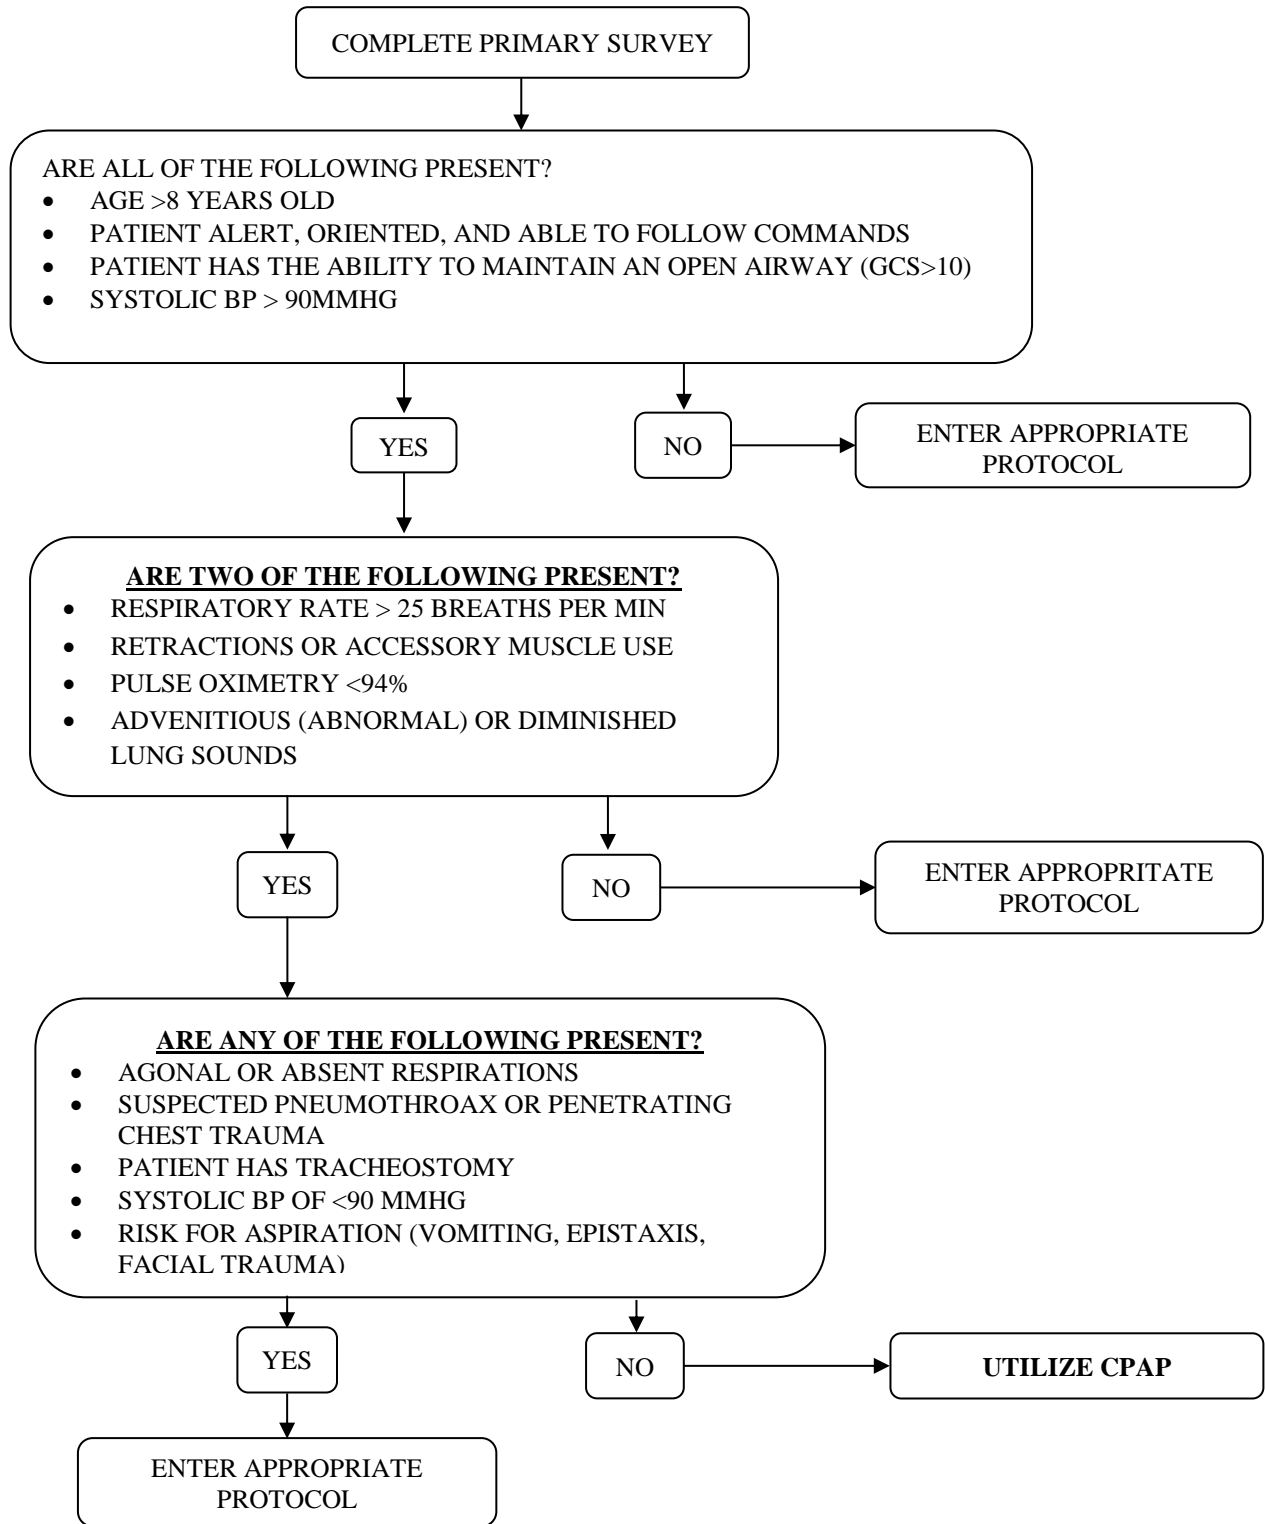 COMPLETE PRIMARY SURVEY
ARE ALL OF THE FOLLOWING PRESENT?
• AGE >8 YEARS OLD
• PATIENT ALERT, ORIENTED, AND ABLE TO FOLLOW COMMANDS
• PATIENT HAS THE ABILITY TO MAINTAIN AN OPEN AIRWAY (GCS>10)
• SYSTOLIC BP > 90MMHG
YES
NO
ENTER APPROPRIATE
PROTOCOL
ARE TWO OF THE FOLLOWING PRESENT?
• RESPIRATORY RATE > 25 BREATHS PER MIN
• RETRACTIONS OR ACCESSORY MUSCLE USE
• PULSE OXIMETRY <94%
• ADVENITIOUS (ABNORMAL) OR DIMINISHED
LUNG SOUNDS
YES
NO
ENTER APPROPRITATE
PROTOCOL
ARE ANY OF THE FOLLOWING PRESENT?
• AGONAL OR ABSENT RESPIRATIONS
• SUSPECTED PNEUMOTHROAX OR PENETRATING
CHEST TRAUMA
• PATIENT HAS TRACHEOSTOMY
• SYSTOLIC BP OF <90 MMHG
• RISK FOR ASPIRATION (VOMITING, EPISTAXIS,
FACIAL TRAUMA)
YES
NO
UTILIZE CPAP
ENTER APPROPRIATE
PROTOCOL